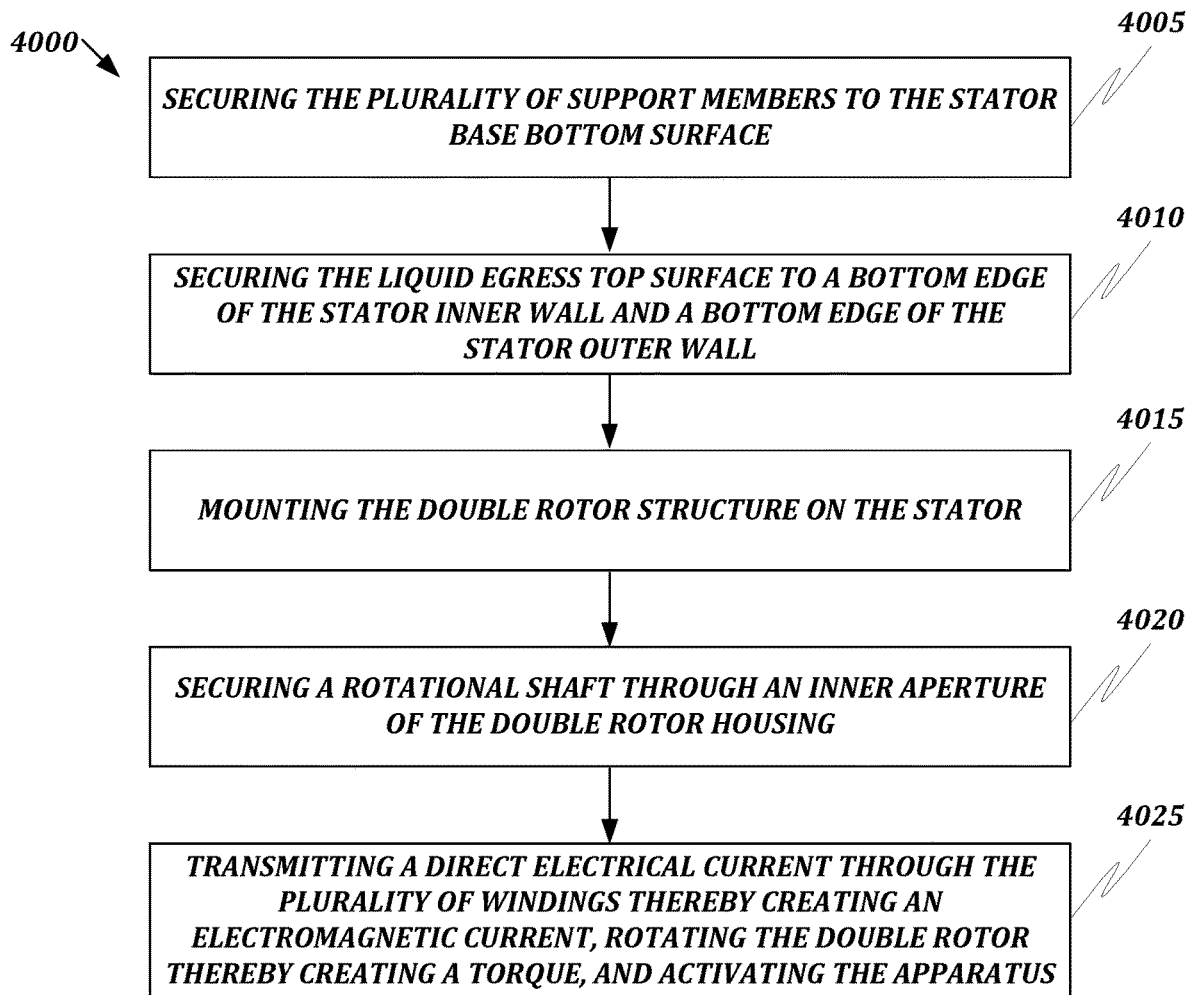 4000
4005
SECURING THE PLURALITY OF SUPPORT MEMBERS TO THE STATOR
BASE BOTTOM SURFACE
4010
SECURING THE LIQUID EGRESS TOP SURFACE TO A BOTTOM EDGE
OF THE STATOR INNER WALL AND A BOTTOM EDGE OF THE
STATOR OUTER WALL
4015
MOUNTING THE DOUBLE ROTOR STRUCTURE ON THE STATOR
4020
SECURING A ROTATIONAL SHAFT THROUGH AN INNER APERTURE
OF THE DOUBLE ROTOR HOUSING
4025
TRANSMITTING A DIRECT ELECTRICAL CURRENT THROUGH THE
PLURALITY OF WINDINGS THEREBY CREATING AN
ELECTROMAGNETIC CURRENT, ROTATING THE DOUBLE ROTOR
THEREBY CREATING A TORQUE, AND ACTIVATING THE APPARATUS